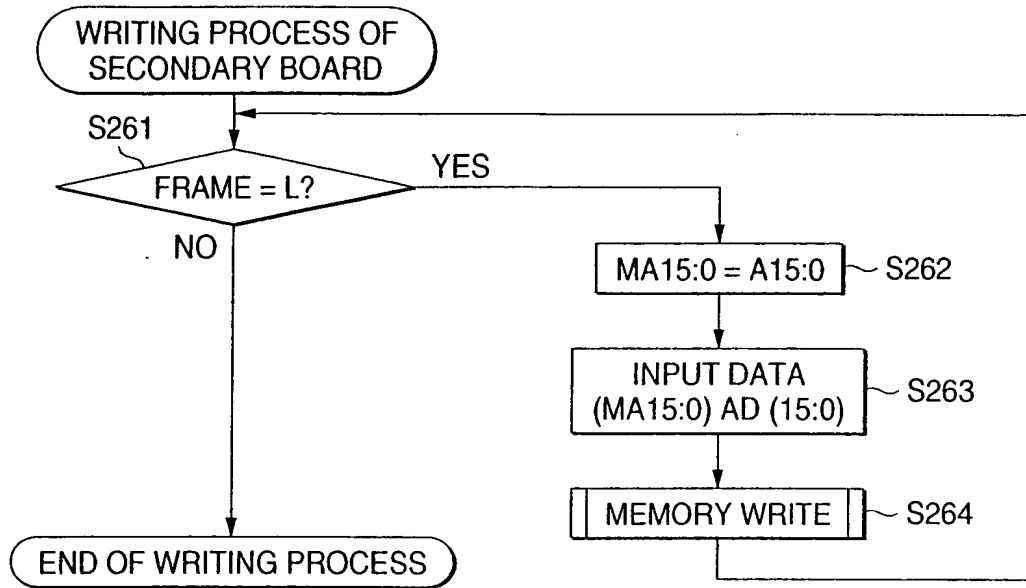 WRITING PROCESS OF
SECONDARY BOARD
S261
FRAME = L?
YES
NO
MA15:0 = A15:0
S262
INPUT DATA
(MA15:0) AD (15:0)
S263
MEMORY WRITE
S264
END OF WRITING PROCESS